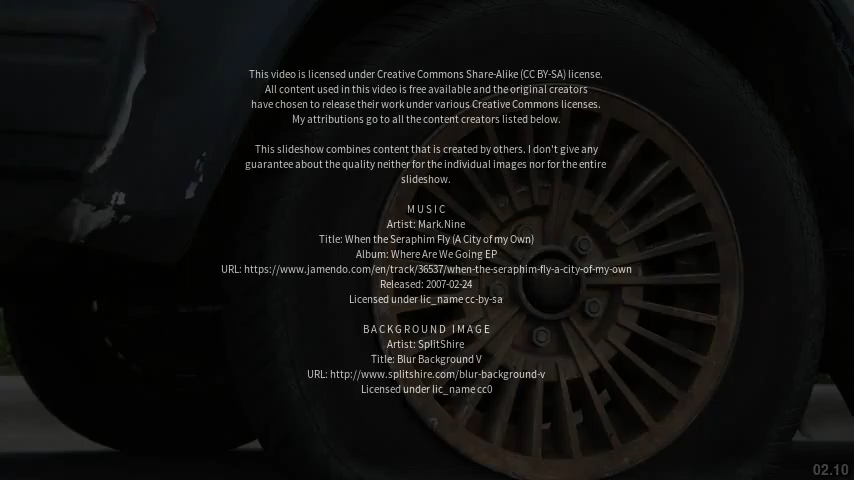 This video is licensed under Creative Commons Share-Alike (CC BY-SA) license.
All content used in this video is free available and the original creators
have chosen to release their work under various Creative Commons licenses.
My attributions go to all the content creators listed below.
This slideshow combines content that is created by others. I don't give any
guarantee about the quality neither for the individual images nor for the entire
slideshow.
MUSIC
Artist: Mark.Nine
Title: When the Seraphim Fly (A City of my Own)
Album: Where Are We Going EP
URL: https://www.jamendo.com/en/track/36537/when-the-seraphim-fly-a-city-of-my-own
Released: 2007-02-24
Licensed under lic_name cc-by-sa
BACKGROUND IMAGE
Artist: SplitShire
Title: Blur Background V
URL: http://www.splitshire.com/blur-background-v
Licensed under lic_name cc0
02.10